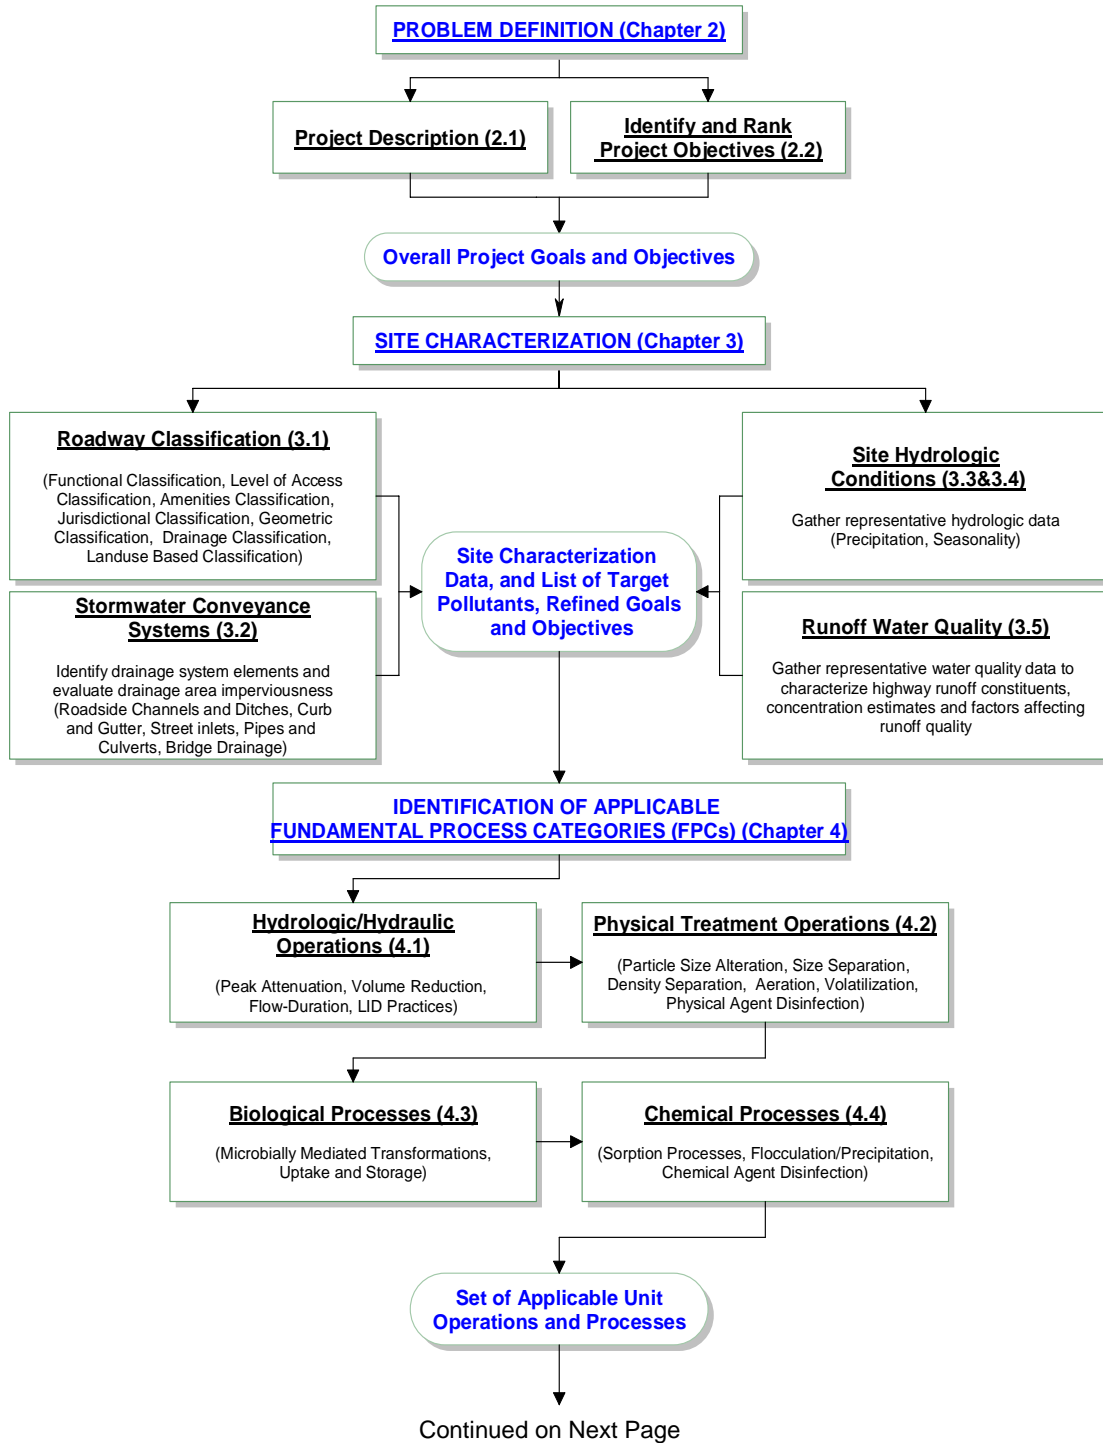 PROBLEM DEFINITION (Chapter 2)
Project Description (2.1)
Identify and Rank
Project Objectives (2.2)
Overall Project Goals and Objectives
SITE CHARACTERIZATION (Chapter 3)
Roadway Classification (3.1)
(Functional Classification, Level of Access
Classification, Amenities Classification,
Jurisdictional Classification, Geometric
Classification, Drainage Classification,
Landuse Based Classification)
Stormwater Conveyance
Systems (3.2)
Identify drainage system elements and
evaluate drainage area imperviousness
(Roadside Channels and Ditches, Curb
and Gutter, Street inlets, Pipes and
Culverts, Bridge Drainage)
Site Characterization
Data, and List of Target
Pollutants, Refined Goals
and Objectives
Site Hydrologic
Conditions (3.3&3.4)
Gather representative hydrologic data
(Precipitation, Seasonality)
Runoff Water Quality (3.5)
Gather representative water quality data to
characterize highway runoff constituents,
concentration estimates and factors affecting
runoff quality
IDENTIFICATION OF APPLICABLE
FUNDAMENTAL PROCESS CATEGORIES (FPCs) (Chapter 4)
Hydrologic/Hydraulic
Operations (4.1)
(Peak Attenuation, Volume Reduction,
Flow-Duration, LID Practices)
Physical Treatment Operations (4.2)
(Particle Size Alteration, Size Separation,
Density Separation, Aeration, Volatilization,
Physical Agent Disinfection)
Biological Processes (4.3)
(Microbially Mediated Transformations,
Uptake and Storage)
Chemical Processes (4.4)
(Sorption Processes, Flocculation/Precipitation,
Chemical Agent Disinfection)
Set of Applicable Unit
Operations and Processes
Continued on Next Page